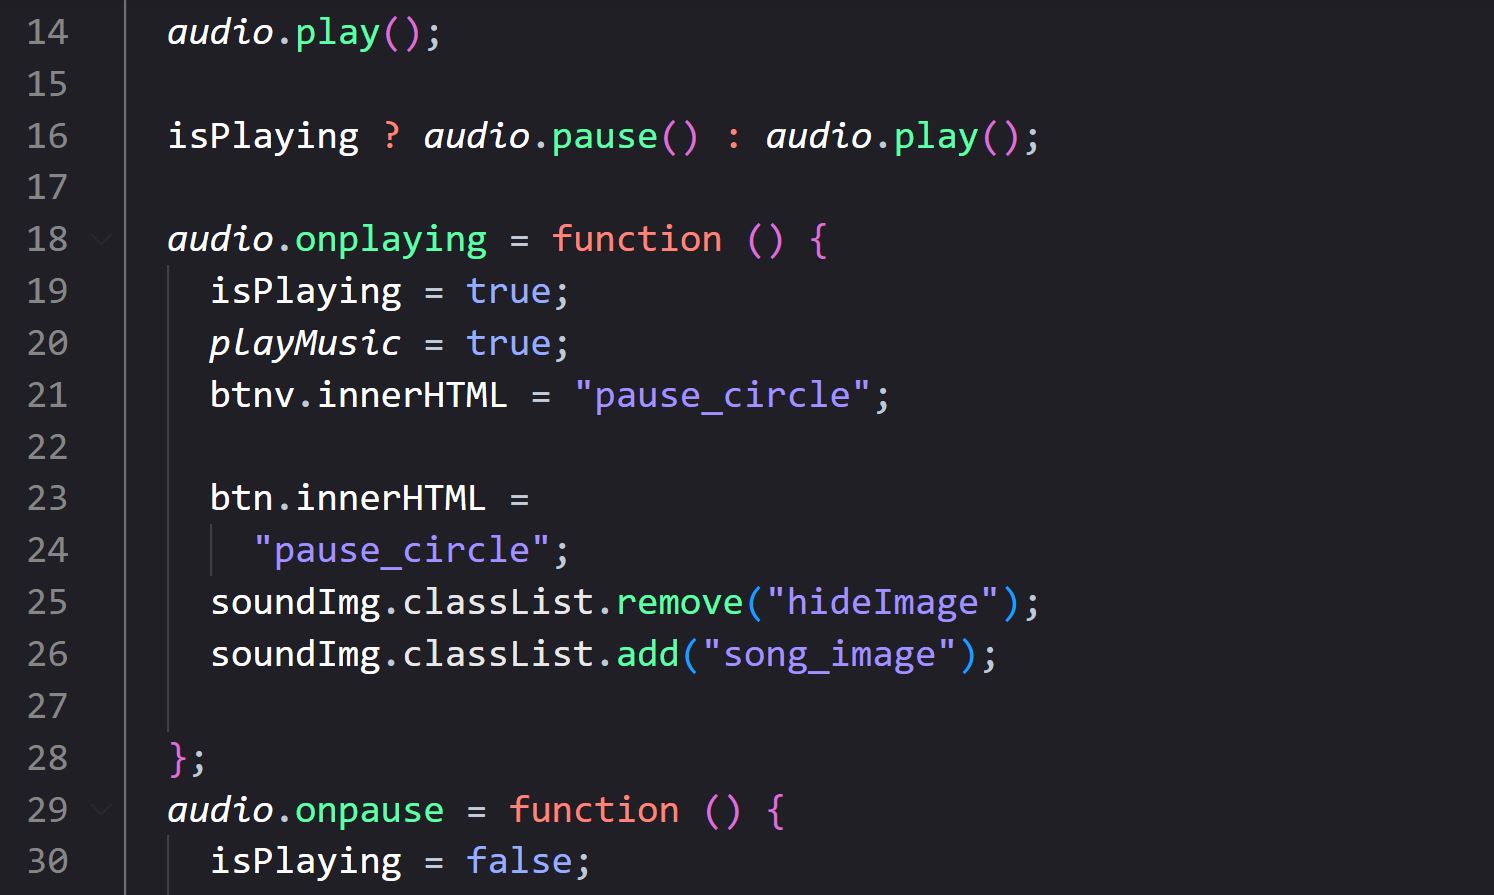 14 audio.play();
15
16 isPlaying ? audio.pause() : audio.play();
17
18 audio.onplaying = function () {
19 isPlaying = true;
20 playMusic = true;
21 btnv.innerHTML = "pause_circle";
22
23 btn.innerHTML =
24 "pause_circle";
25 soundImg.classList.remove("hideImage");
26 soundImg.classList.add("song_image");
27
28 };
29 audio.onpause = function () {
30 isPlaying = false;